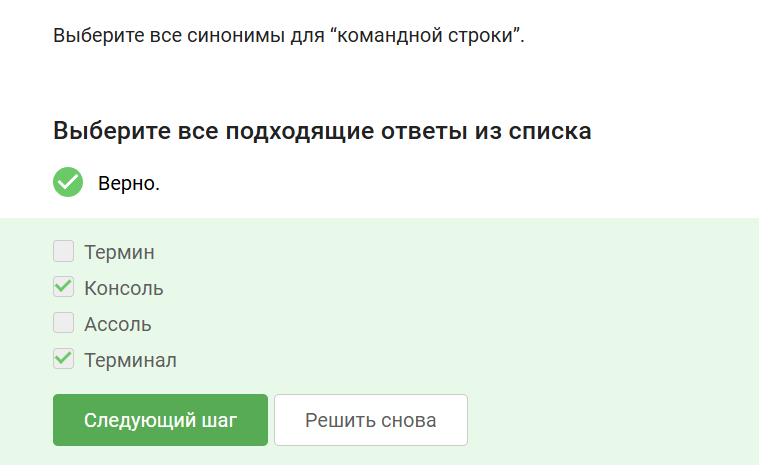 Выберите все синонимы для “командной строки”.
Выберите все подходящие ответы из списка
Верно.
Термин
Консоль
Ассоль
Терминал
Следующий шаг
Решить снова